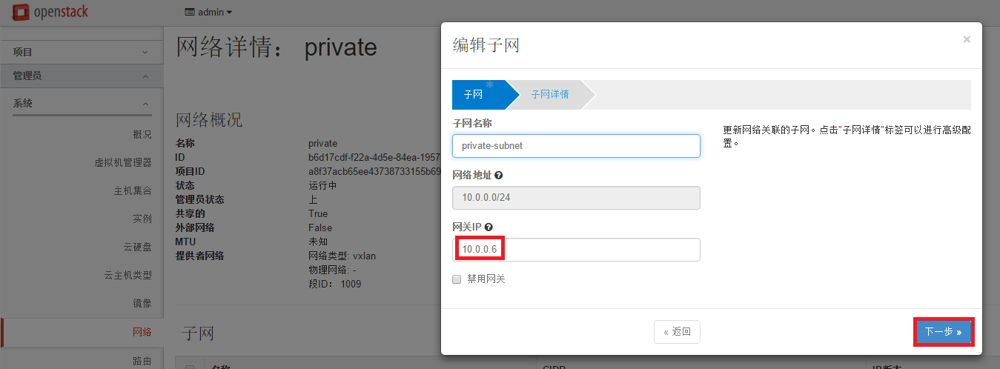 openstack
admin
项目
管理员
系统
概况
虚拟机管理器
主机集合
实例
云硬盘
云主机类型
镜像
网络
路由
网络详情： private
网络概况
名称 private
ID b6d17cdf-f22a-4d5e-84ea-1957
项目ID a8f37acb65ee43738733155b69
状态 运行中
管理员状态 上
共享的 True
外部网络 False
MTU 未知
提供者网络 网络类型: vxlan
物理网络: -
段ID： 1009
子网
名称
编辑子网
×
子网 *
子网详情
子网名称
private-subnet
网络地址 ?
10.0.0.0/24
网关IP ?
10.0.0.6
禁用网关
更新网络关联的子网。点击"子网详情"标签可以进行高级配
置。
« 返回
下一步 »